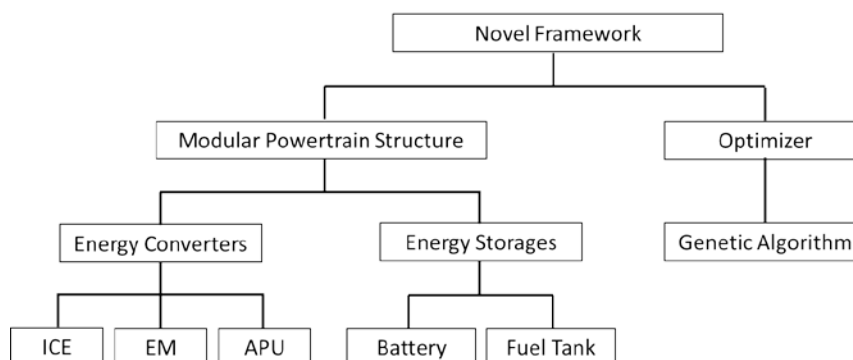 Novel Framework
Modular Powertrain Structure
Optimizer
Energy Converters
Energy Storages
Genetic Algorithm
ICE
EM
APU
Battery
Fuel Tank